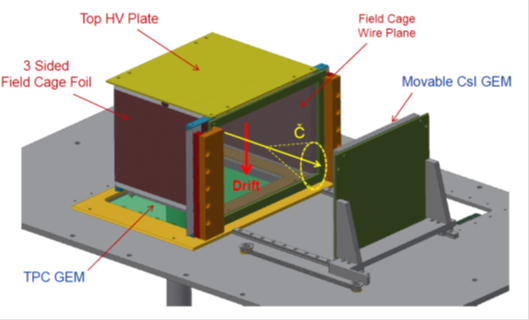 Top HV Plate
Field Cage
Wire Plane
3 Sided
Field Cage Foil
Movable CsI GEM
Č
Drift
TPC GEM